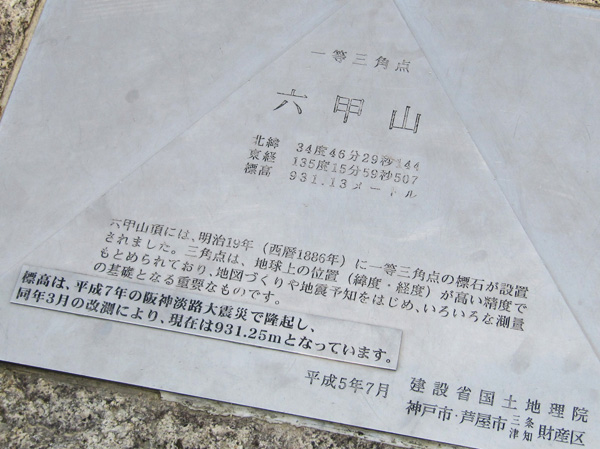 一等三角点
六甲山
北緯 34度46分29秒144
東経 135度15分59秒507
標高 931.13メートル
六甲山頂には、明治19年(西暦1886年)に一等三角点の標石が設置
されました。三角点は、地球上の位置(緯度・経度)が高い精度で
もとめられており、地図づくりや地震予知をはじめ、いろいろな測量
の基礎となる重要なものです。
標高は、平成7年の阪神淡路大震災で隆起し、
同年3月の改測により、現在は931.25mとなっています。
平成5年7月 建設省国土地理院
神戸市・芦屋市三条津知財産区